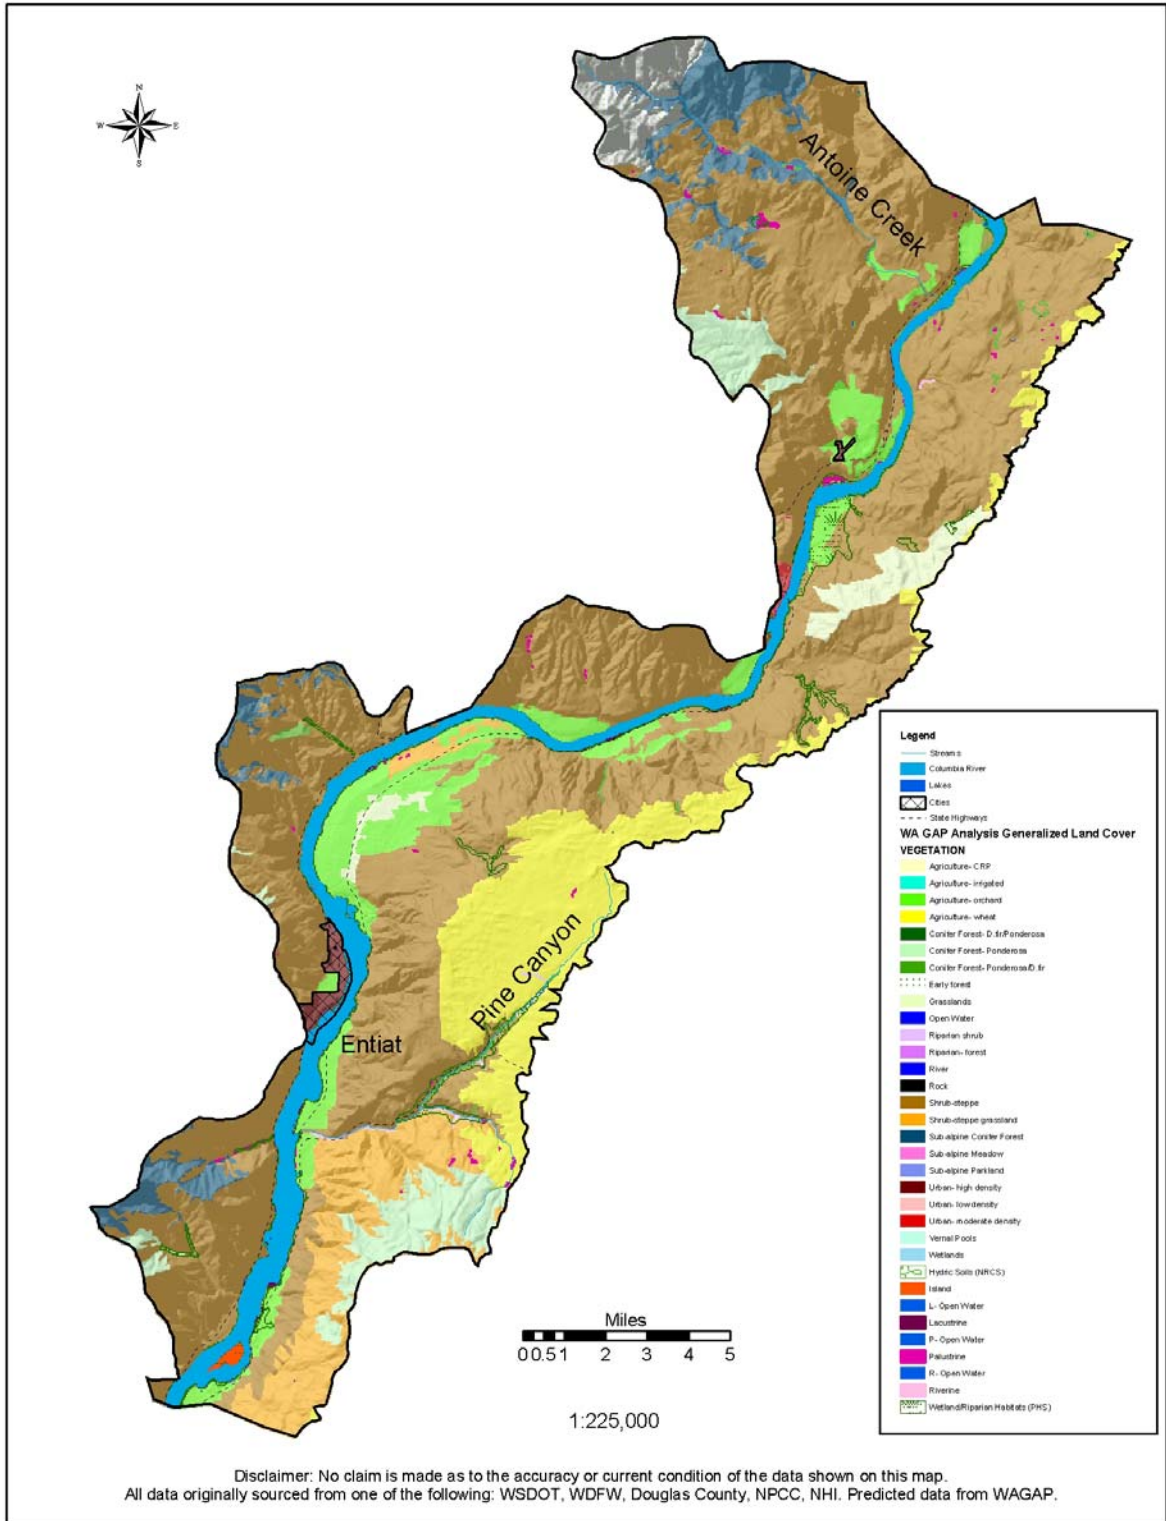 N
W E
S
Antoine Creek
Pine Canyon
Entiat
Legend
Streams
Columbia River
Lakes
Cities
State Highways
WA GAP Analysis Generalized Land Cover
VEGETATION
Agriculture- CRP
Agriculture- irrigated
Agriculture- orchard
Agriculture- wheat
Conifer Forest- D.fir/Ponderosa
Conifer Forest- Ponderosa
Conifer Forest- Ponderosa/D.fir
Early forest
Grasslands
Open Water
Riparian shrub
Riparian- forest
River
Rock
Shrub-steppe
Shrub-steppe grassland
Sub-alpine Conifer Forest
Sub-alpine Meadow
Sub-alpine Parkland
Urban- high density
Urban- low density
Urban- moderate density
Vernal Pools
Wetlands
Hydric Soils (NRCS)
Island
L- Open Water
Lacustrine
P- Open Water
Palustrine
R- Open Water
Riverine
Wetland/Riparian Habitats (PHS)
Miles
0 0.5 1 2 3 4 5
1:225,000
Disclaimer: No claim is made as to the accuracy or current condition of the data shown on this map.
All data originally sourced from one of the following: WSDOT, WDFW, Douglas County, NPCC, NHI. Predicted data from WAGAP.